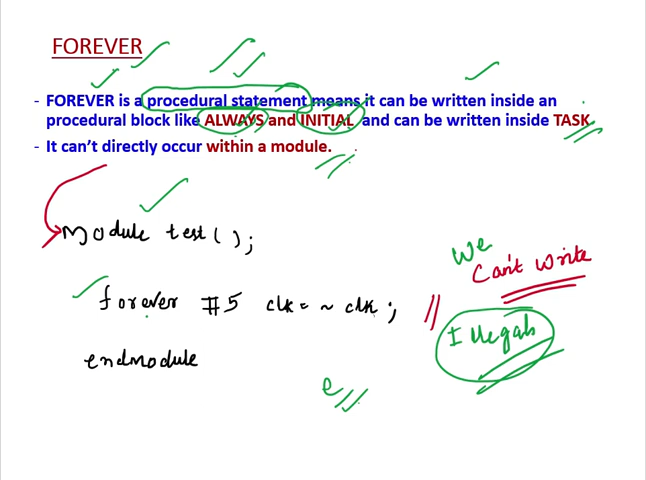 FOREVER
- FOREVER is a procedural statement means it can be written inside an
procedural block like ALWAYS and INITIAL and can be written inside TASK.
- It can't directly occur within a module.
Module test();
We
Can't Write
forever #5 clk = ~ clk;
Illegal
endmodule
e